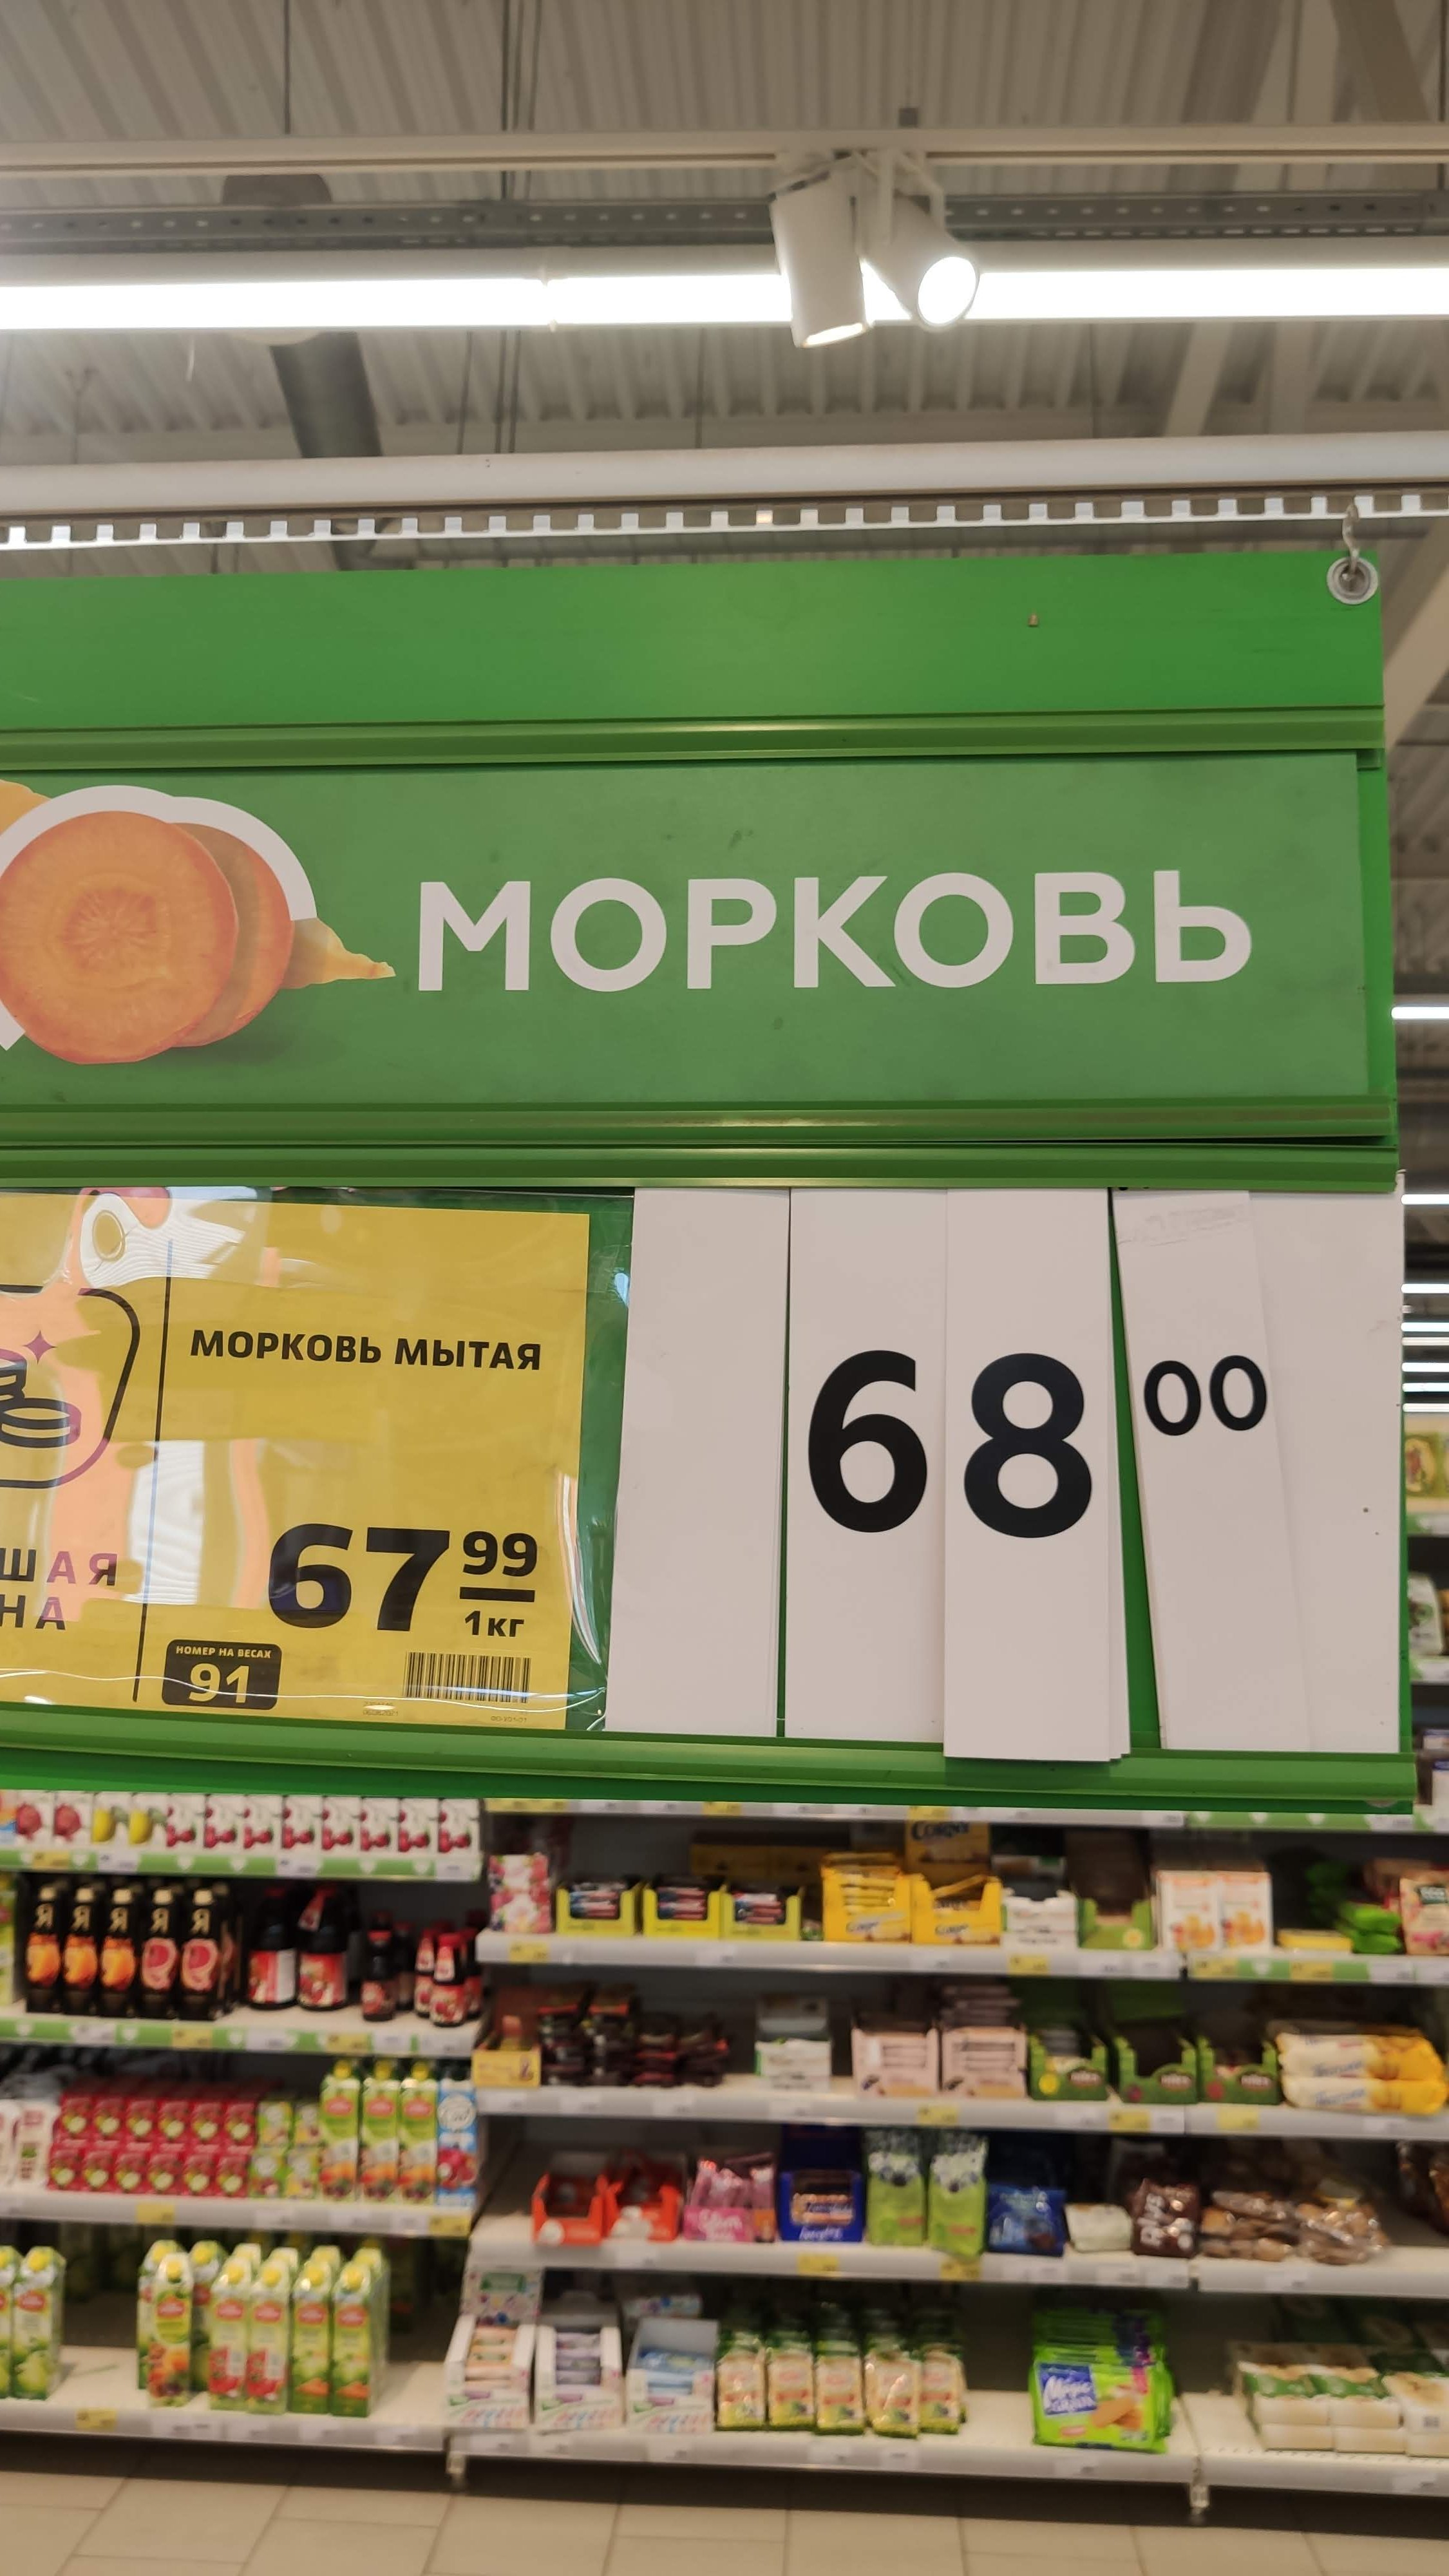 МОРКОВЬ
МОРКОВЬ МЫТАЯ
67 99
1кг
НОМЕР НА ВЕСАХ
91
ШАЯ
НА
68 00